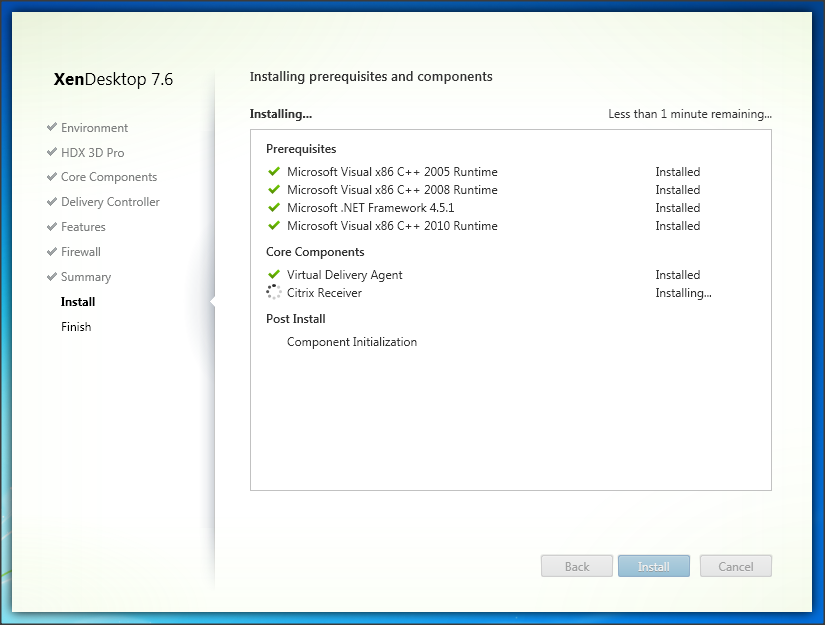 XenDesktop 7.6
Environment
HDX 3D Pro
Core Components
Delivery Controller
Features
Firewall
Summary
Install
Finish
Installing prerequisites and components
Installing... Less than 1 minute remaining...
Prerequisites
Microsoft Visual x86 C++ 2005 Runtime Installed
Microsoft Visual x86 C++ 2008 Runtime Installed
Microsoft .NET Framework 4.5.1 Installed
Microsoft Visual x86 C++ 2010 Runtime Installed
Core Components
Virtual Delivery Agent Installed
Citrix Receiver Installing...
Post Install
Component Initialization
Back Install Cancel